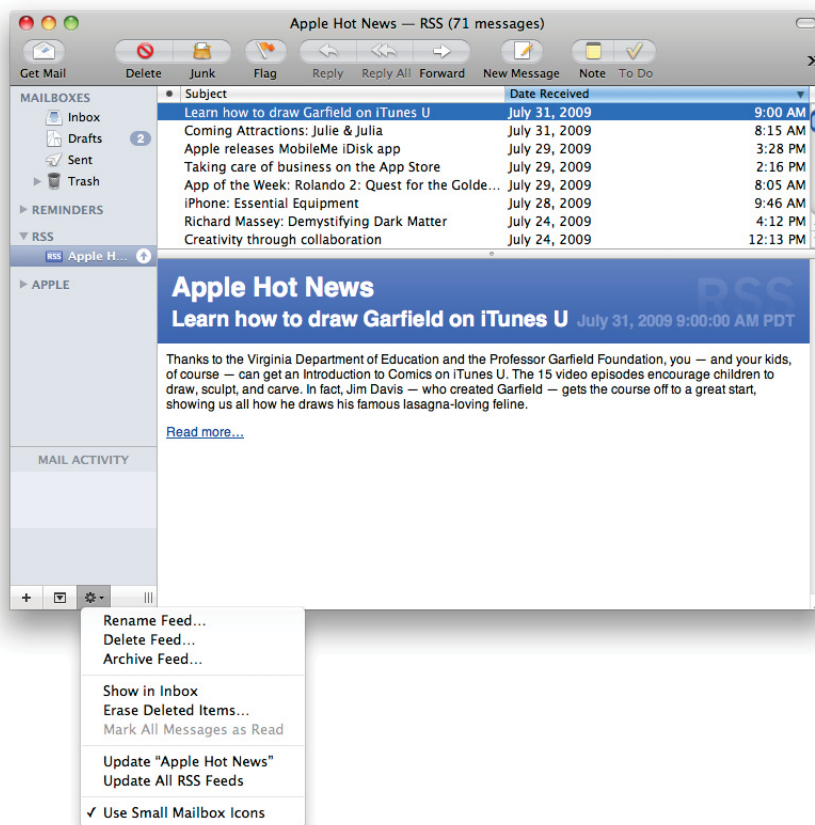 Apple Hot News — RSS (71 messages)
Get Mail Delete Junk Flag Reply Reply All Forward New Message Note To Do
MAILBOXES
Inbox
Drafts 2
Sent
Trash
REMINDERS
RSS
RSS Apple H...
APPLE
MAIL ACTIVITY
Subject Date Received
Learn how to draw Garfield on iTunes U July 31, 2009 9:00 AM
Coming Attractions: Julie & Julia July 31, 2009 8:15 AM
Apple releases MobileMe iDisk app July 29, 2009 3:28 PM
Taking care of business on the App Store July 29, 2009 2:16 PM
App of the Week: Rolando 2: Quest for the Golde... July 29, 2009 8:05 AM
iPhone: Essential Equipment July 28, 2009 9:46 AM
Richard Massey: Demystifying Dark Matter July 24, 2009 4:12 PM
Creativity through collaboration July 24, 2009 12:13 PM
Apple Hot News RSS
Learn how to draw Garfield on iTunes U July 31, 2009 9:00:00 AM PDT
Thanks to the Virginia Department of Education and the Professor Garfield Foundation, you — and your kids,
of course — can get an Introduction to Comics on iTunes U. The 15 video episodes encourage children to
draw, sculpt, and carve. In fact, Jim Davis — who created Garfield — gets the course off to a great start,
showing us all how he draws his famous lasagna-loving feline.
Read more...
Rename Feed...
Delete Feed...
Archive Feed...
Show in Inbox
Erase Deleted Items...
Mark All Messages as Read
Update “Apple Hot News”
Update All RSS Feeds
✓ Use Small Mailbox Icons